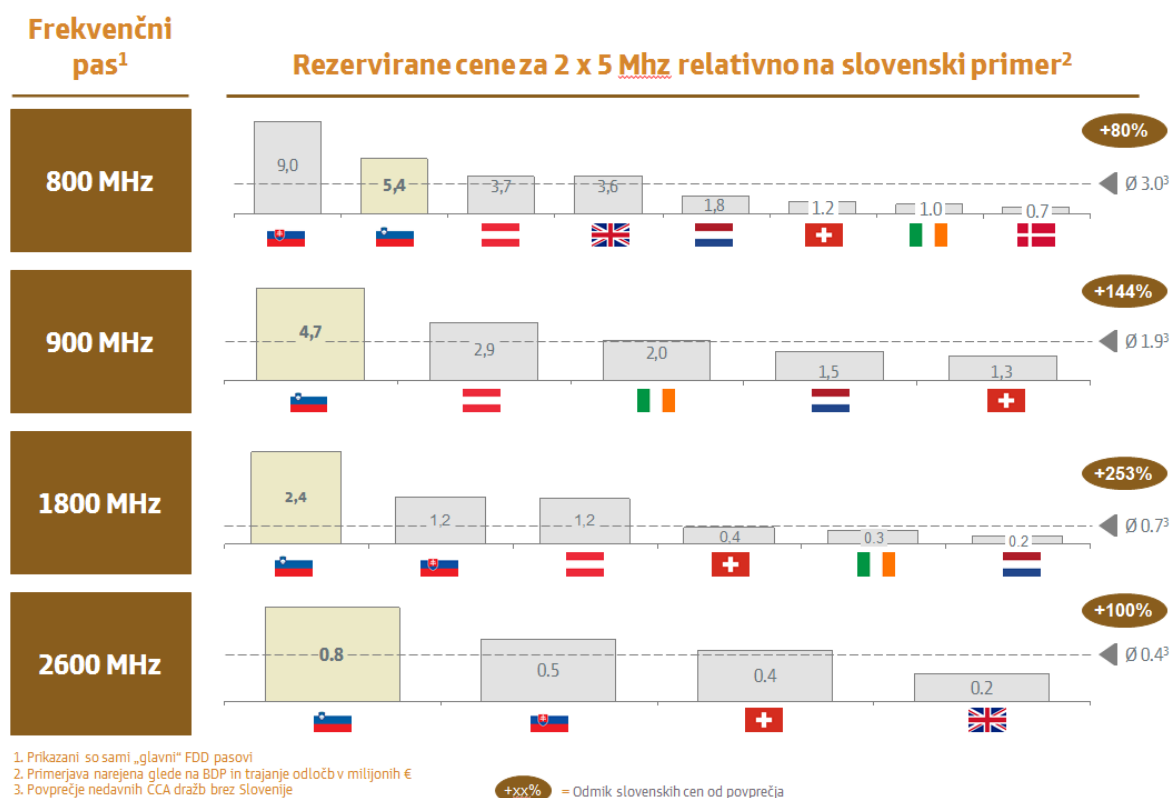 Frekvenčni
pas¹
Rezervirane cene za 2 x 5 Mhz relativno na slovenski primer²
800 MHz
9,0
5,4
3,7
3,6
1,8
1.2
1.0
0.7
+80%
Ø 3.0³
900 MHz
4,7
2,9
2,0
1,5
1,3
+144%
Ø 1.9³
1800 MHz
2,4
1,2
1,2
0.4
0.3
0.2
+253%
Ø 0.7³
2600 MHz
0.8
0.5
0.4
0.2
+100%
Ø 0.4³
1. Prikazani so sami „glavni“ FDD pasovi
2. Primerjava narejena glede na BDP in trajanje odločb v milijonih €
3. Povprečje nedavnih CCA dražb brez Slovenije
+xx% = Odmik slovenskih cen od povprečja